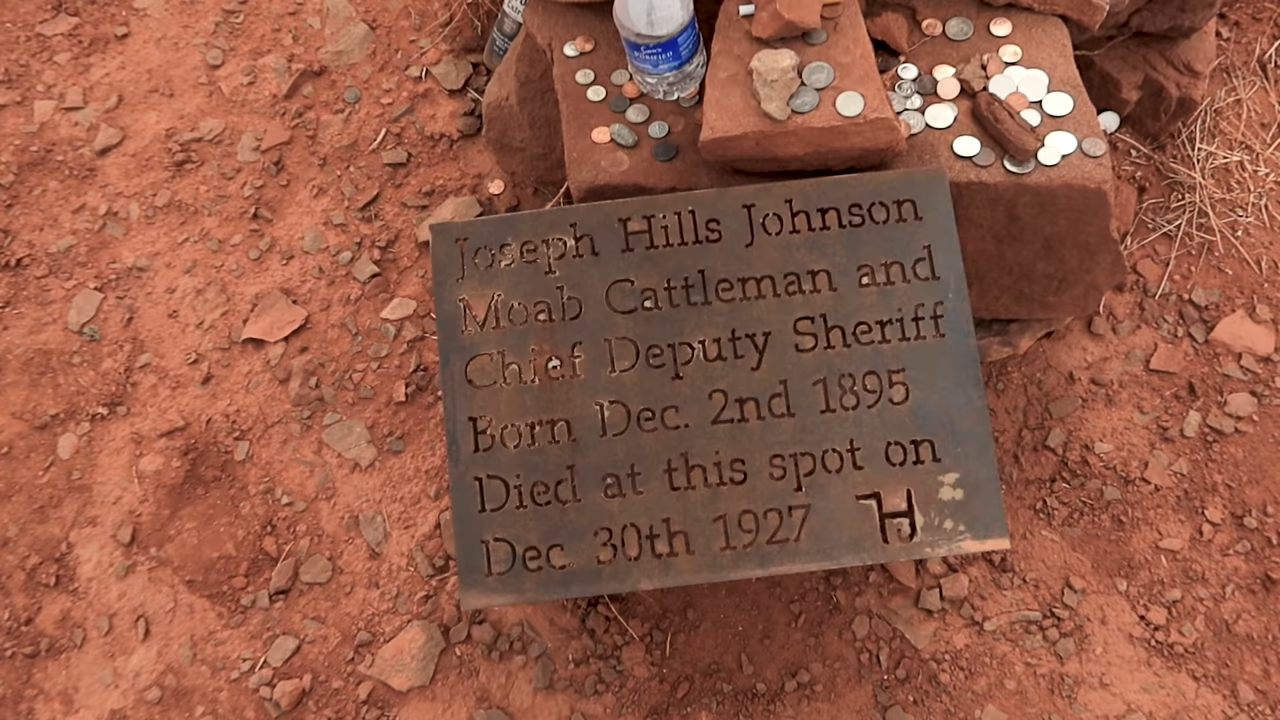 Joseph Hills Johnson
Moab Cattleman and
Chief Deputy Sheriff
Born Dec. 2nd 1895
Died at this spot on
Dec. 30th 1927